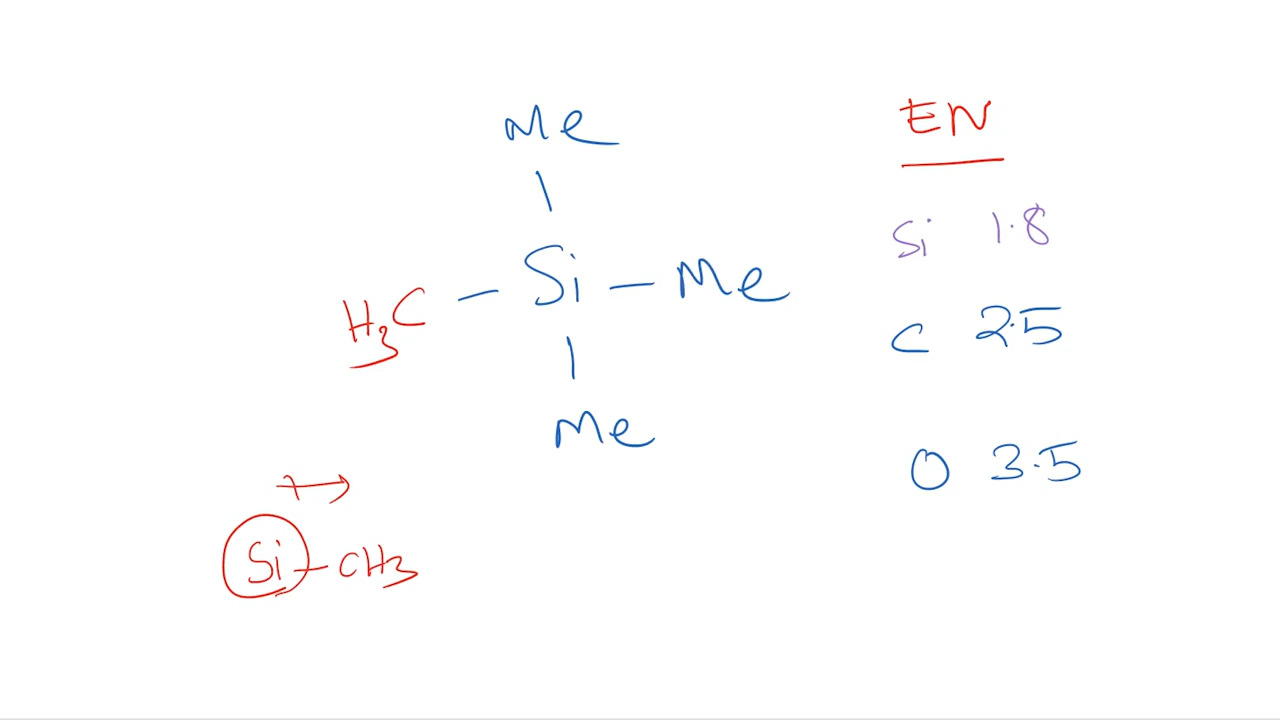 Me
|
H3C – Si – Me
|
Me
Si – CH3
EN
Si 1.8
C 2.5
O 3.5